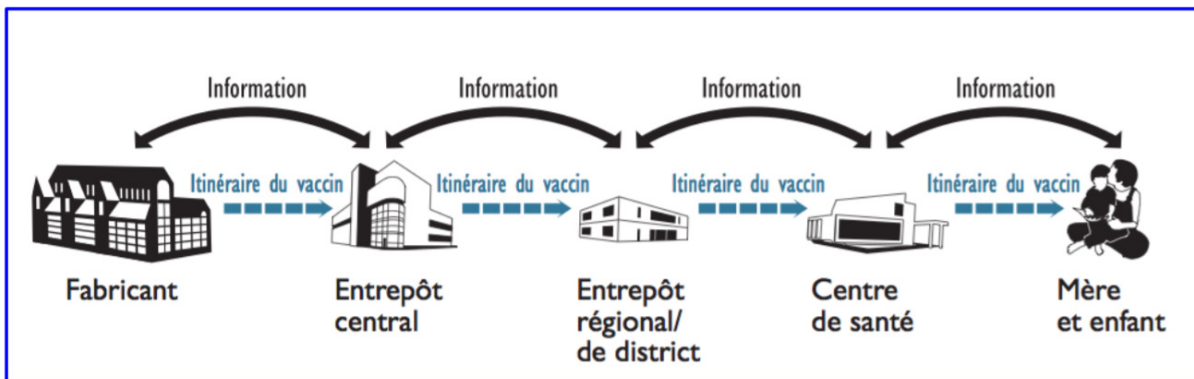 Information Information Information Information
Itinéraire du vaccin Itinéraire du vaccin Itinéraire du vaccin Itinéraire du vaccin
Fabricant
Entrepôt
central
Entrepôt
régional/
de district
Centre
de santé
Mère
et enfant